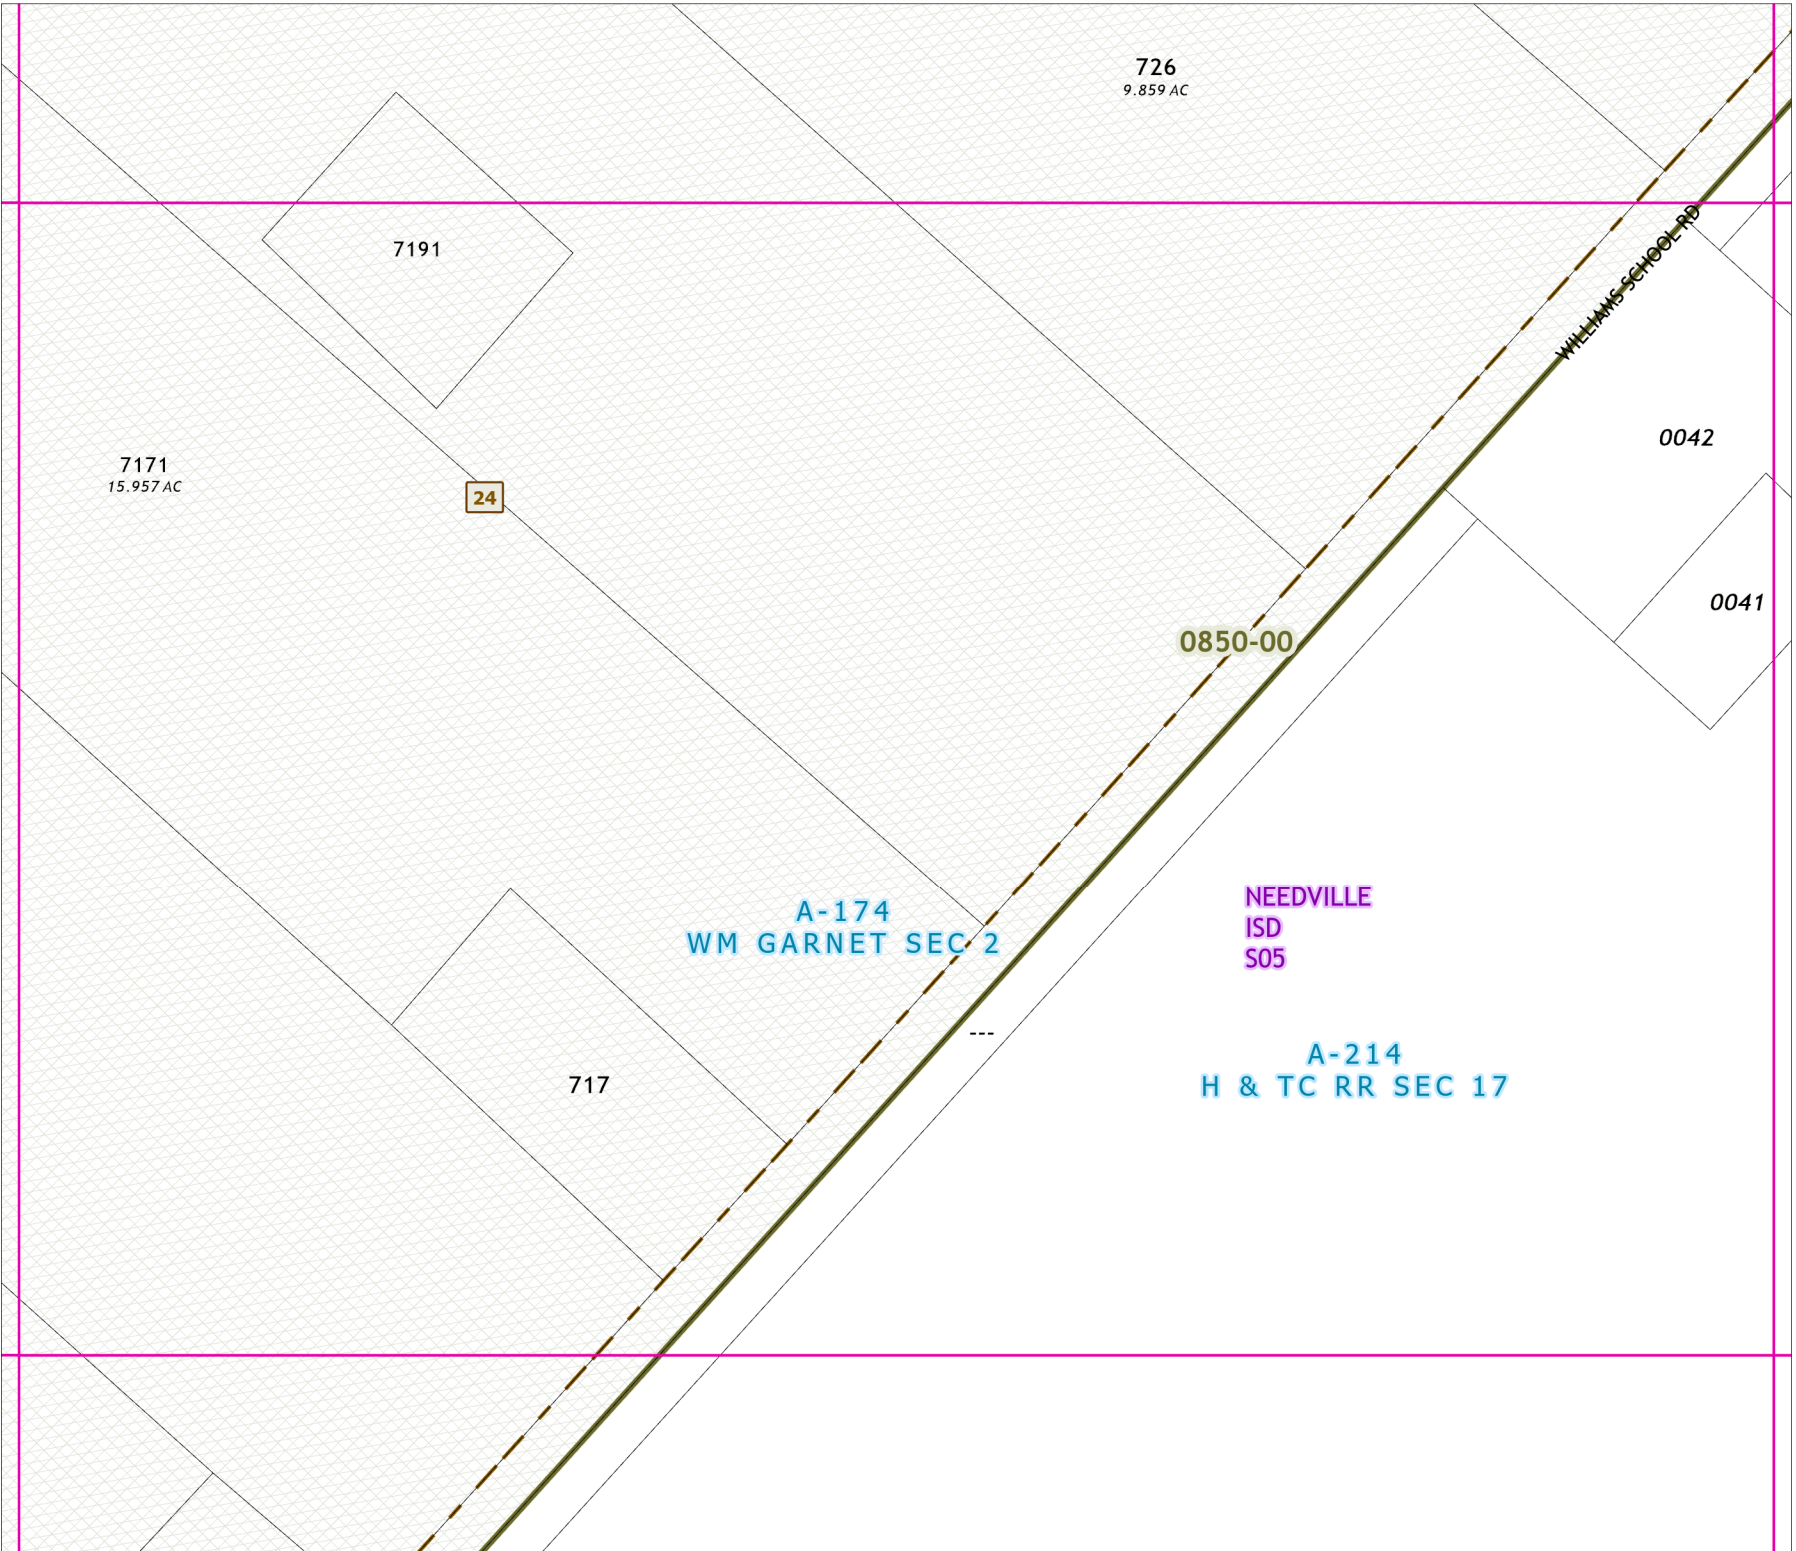 726
9.859 AC
WILLIAMS SCHOOL RD
7191
0042
7171
15.957 AC
24
0041
0850-00
NEEDVILLE
ISD
S05
A-174
WM GARNET SEC 2
---
A-214
H & TC RR SEC 17
717